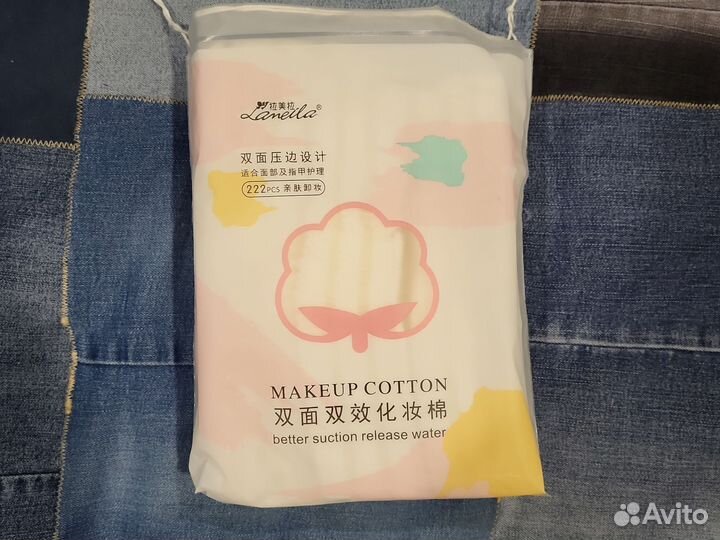 拉美拉
Laneila®
双面压边设计
适合面部及指甲护理
222PCS 亲肤卸妆
MAKEUP COTTON
双面双效化妆棉
better suction release water
Avito